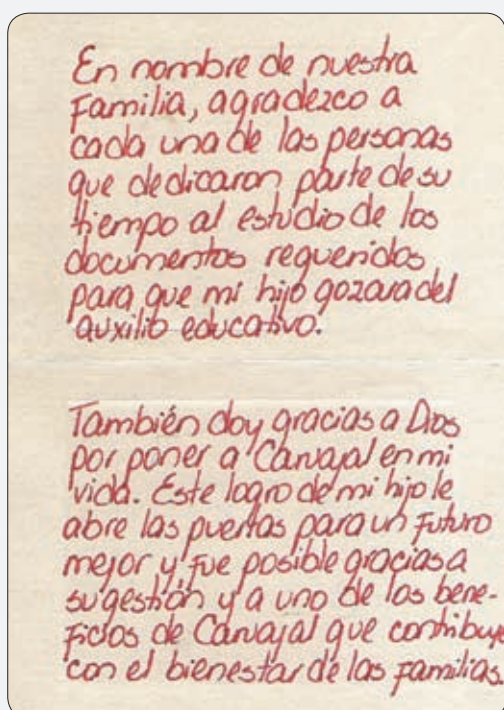 En nombre de nuestra
Familia, agradezco a
cada una de las personas
que dedicaron parte de su
tiempo al estudio de los
documentos requeridos
para que mi hijo gozara del
auxilio educativo.
También doy gracias a Dios
por poner a Carvajal en mi
vida. Este logro de mi hijo le
abre las puertas para un futuro
mejor y fue posible gracias a
su gestión y a uno de los bene-
ficios de Carvajal que contribuye
con el bienestar de las familias.